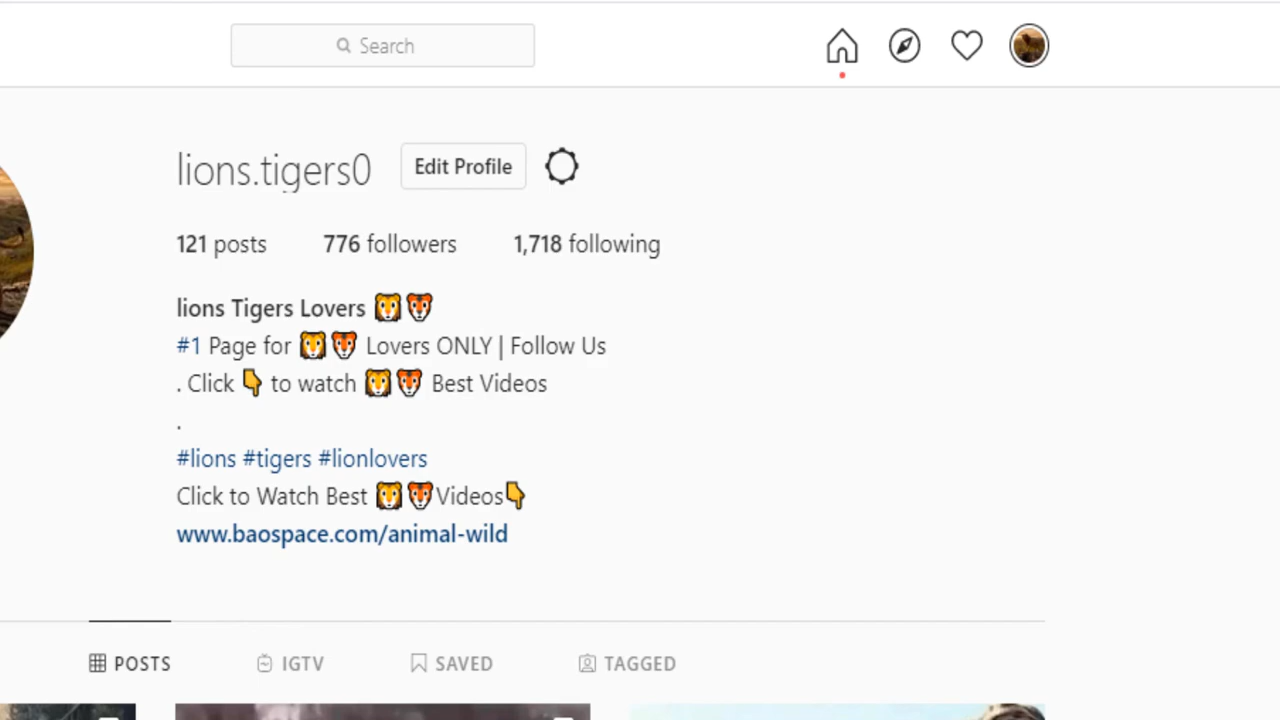 Search
lions.tigers0 Edit Profile
121 posts 776 followers 1,718 following
lions Tigers Lovers 🦁🐯
#1 Page for 🦁🐯 Lovers ONLY | Follow Us
. Click 👇 to watch 🦁🐯 Best Videos
.
#lions #tigers #lionlovers
Click to Watch Best 🦁🐯Videos👇
www.baospace.com/animal-wild
POSTS IGTV SAVED TAGGED